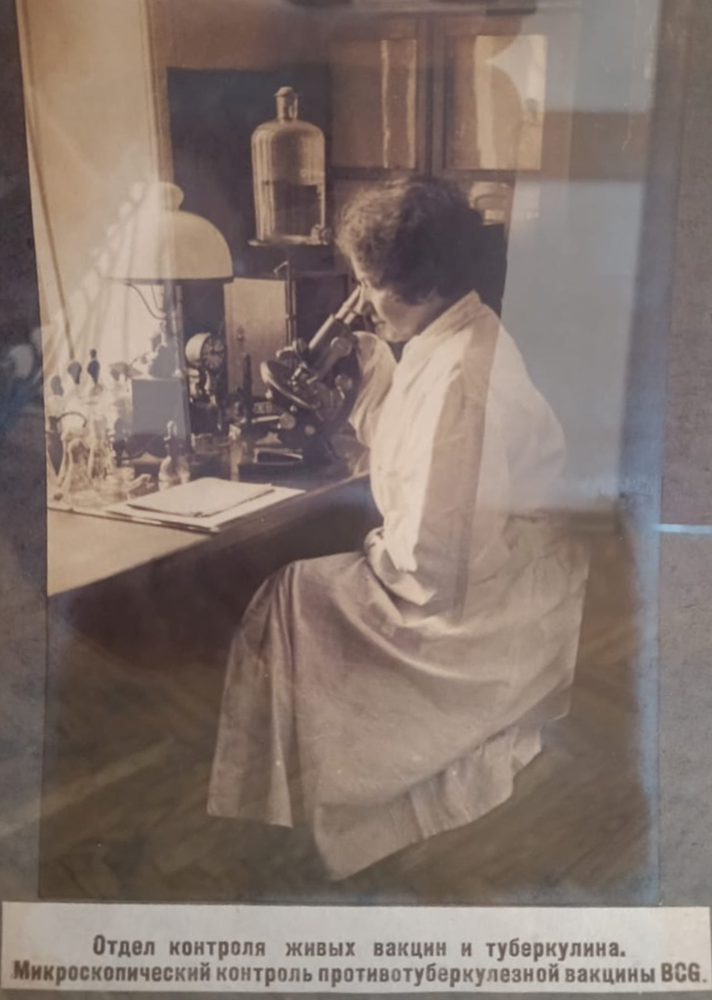 Отдел контроля живых вакцин и туберкулина.
Микроскопический контроль противотуберкулезной вакцины BCG.